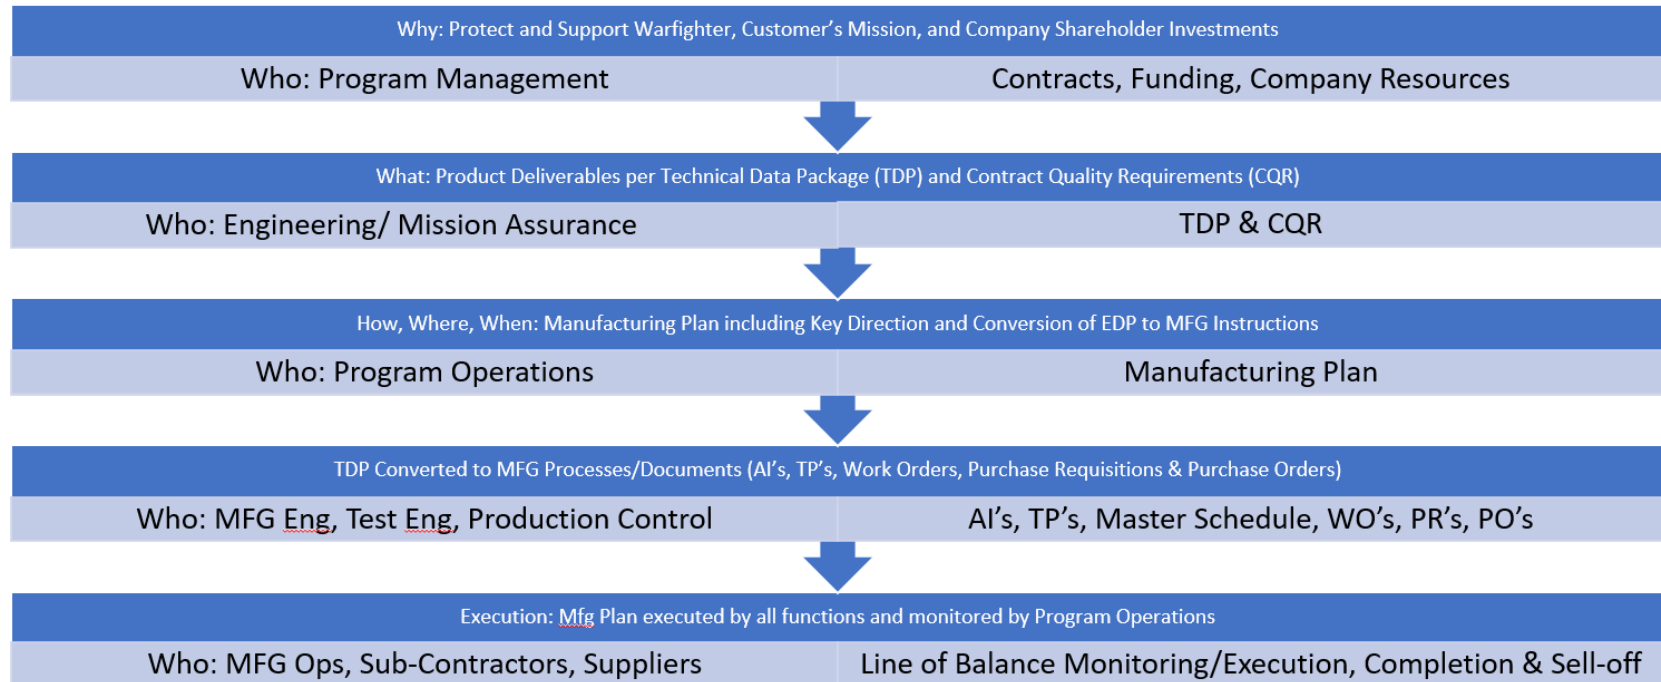 Why: Protect and Support Warfighter, Customer's Mission, and Company Shareholder Investments
Who: Program Management
Contracts, Funding, Company Resources
What: Product Deliverables per Technical Data Package (TDP) and Contract Quality Requirements (CQR)
Who: Engineering/ Mission Assurance
TDP & CQR
How, Where, When: Manufacturing Plan including Key Direction and Conversion of EDP to MFG Instructions
Who: Program Operations
Manufacturing Plan
TDP Converted to MFG Processes/Documents (AI's, TP's, Work Orders, Purchase Requisitions & Purchase Orders)
Who: MFG Eng, Test Eng, Production Control
AI's, TP's, Master Schedule, WO's, PR's, PO's
Execution: Mfg Plan executed by all functions and monitored by Program Operations
Who: MFG Ops, Sub-Contractors, Suppliers
Line of Balance Monitoring/Execution, Completion & Sell-off